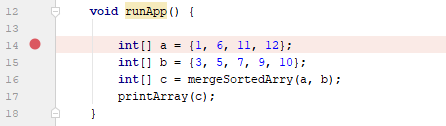 12 void runApp() {
13
14 int[] a = {1, 6, 11, 12};
15 int[] b = {3, 5, 7, 9, 10};
16 int[] c = mergeSortedArry(a, b);
17 printArray(c);
18 }